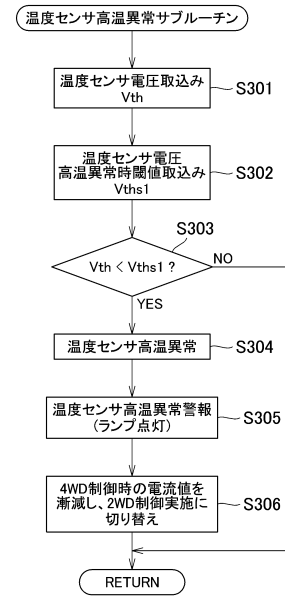 温度センサ高温異常サブルーチン
温度センサ電圧取込み
Vth
S301
温度センサ電圧
高温異常時閾値取込み
Vths1
S302
S303
Vth < Vths1 ?
NO
YES
温度センサ高温異常
S304
温度センサ高温異常警報
(ランプ点灯)
S305
4WD制御時の電流値を
漸減し、2WD制御実施に
切り替え
S306
RETURN